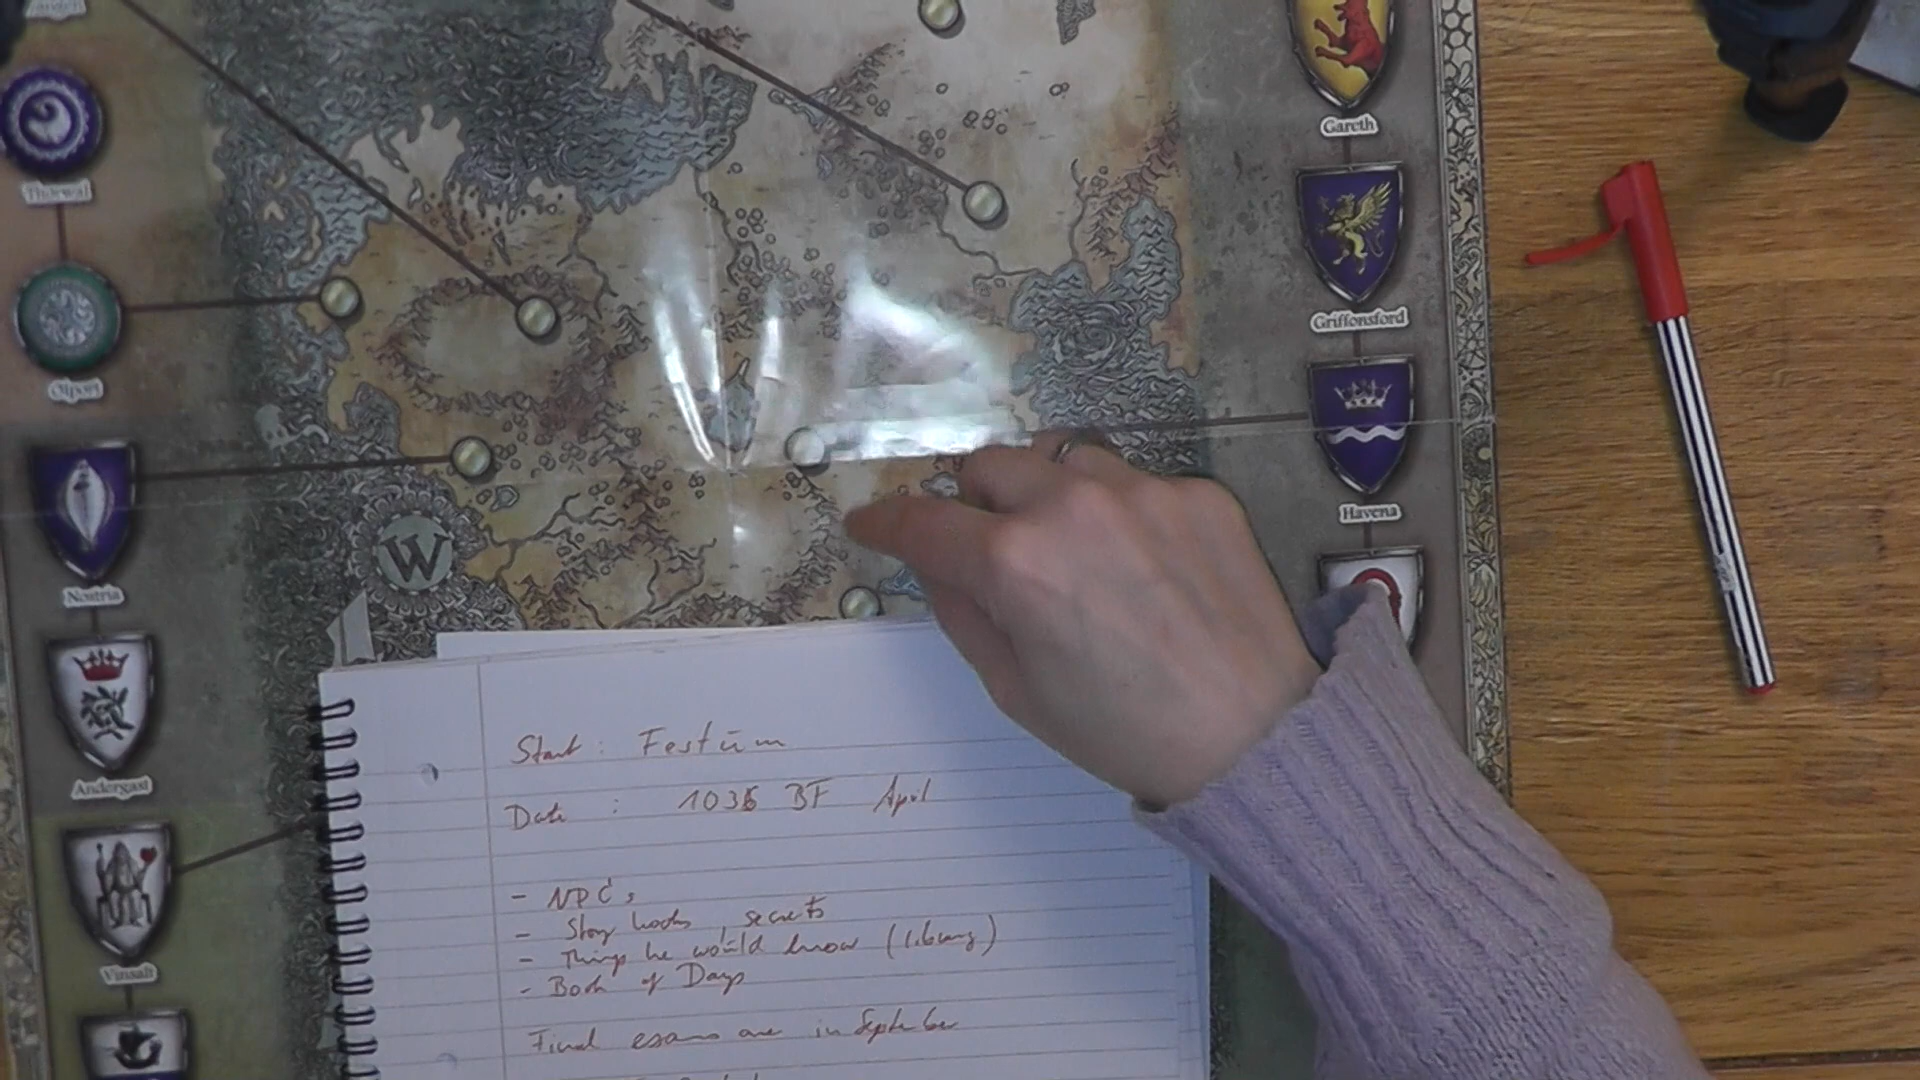 Thorwal
Olport
Nostria
Andergast
Vinsalt
W
Gareth
Griffonsford
Havena
Start : Festum
Date : 1036 BF April
- NPCs
- Story hooks, secrets
- Things he would know (library)
- Book of Days
Final exams are in September